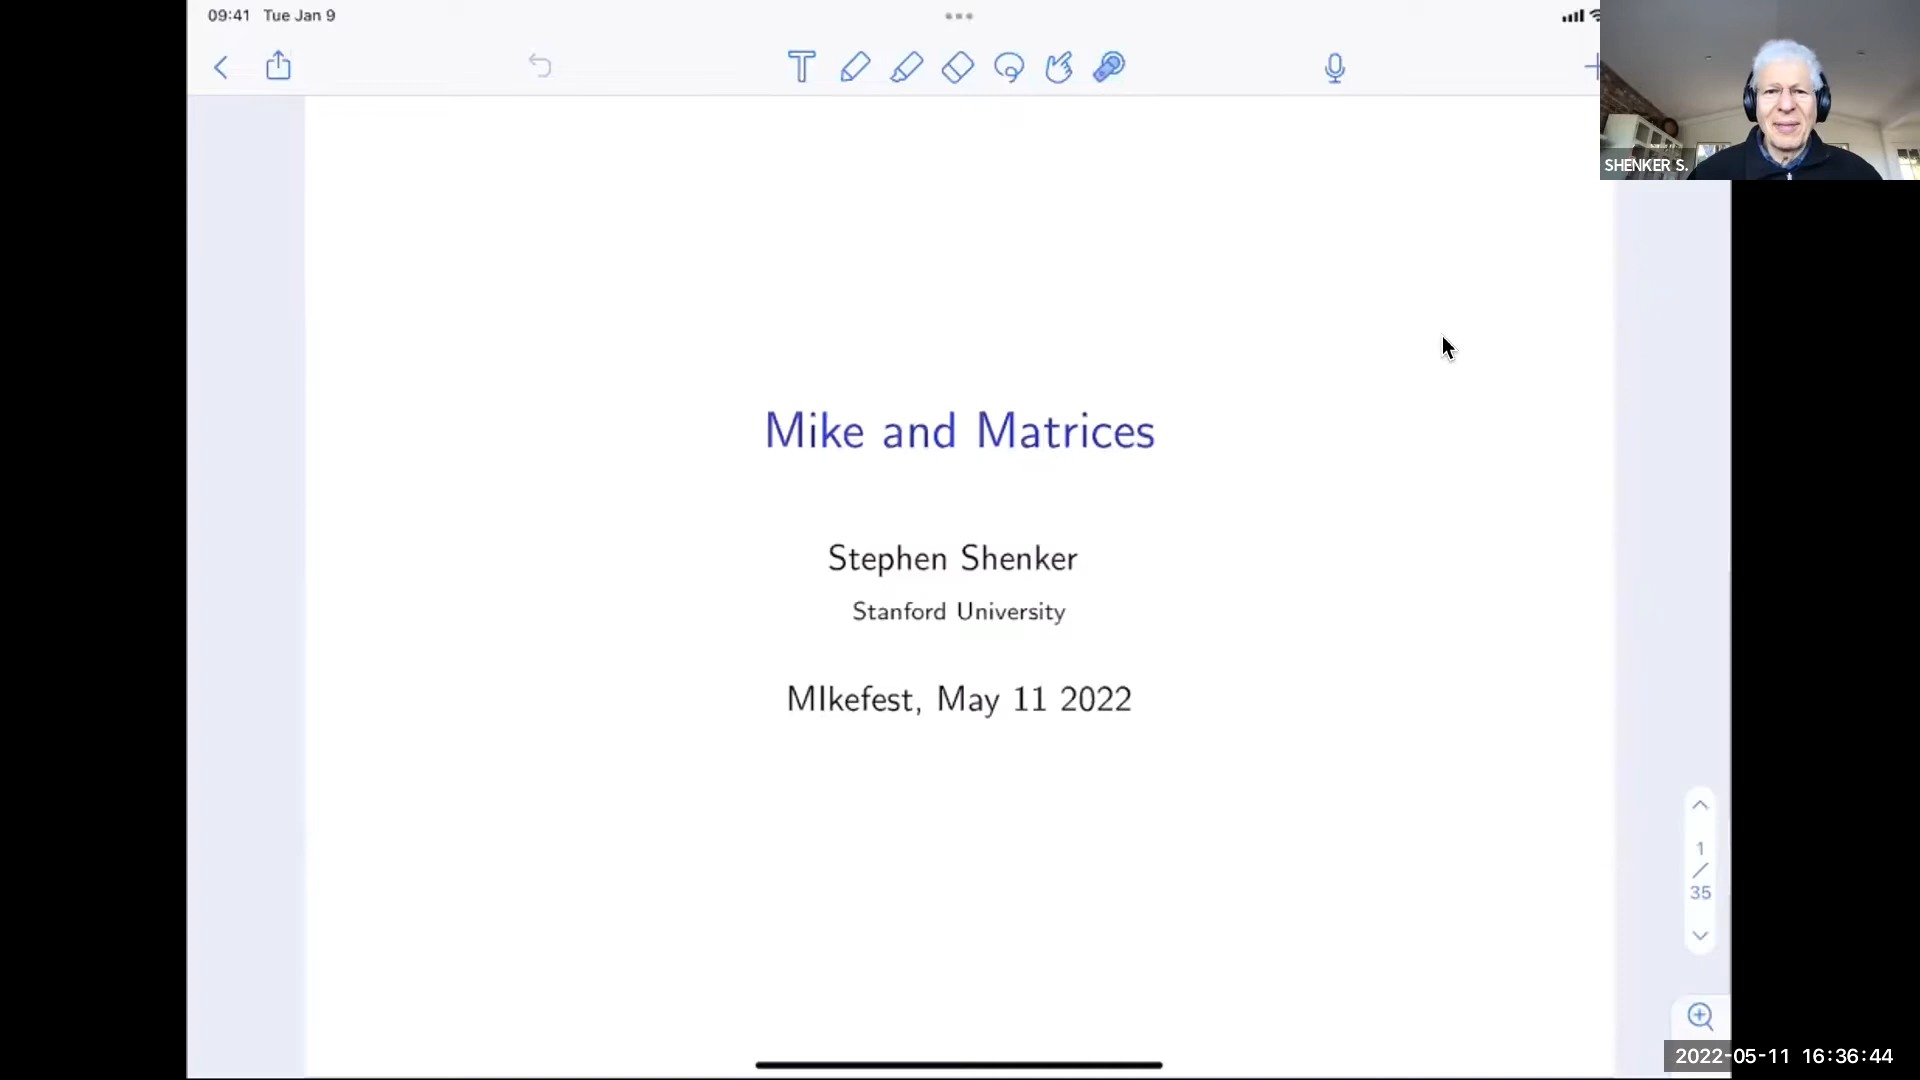 09:41 Tue Jan 9
SHENKER S.
Mike and Matrices
Stephen Shenker
Stanford University
MIkefest, May 11 2022
1
/
35
2022-05-11 16:36:44